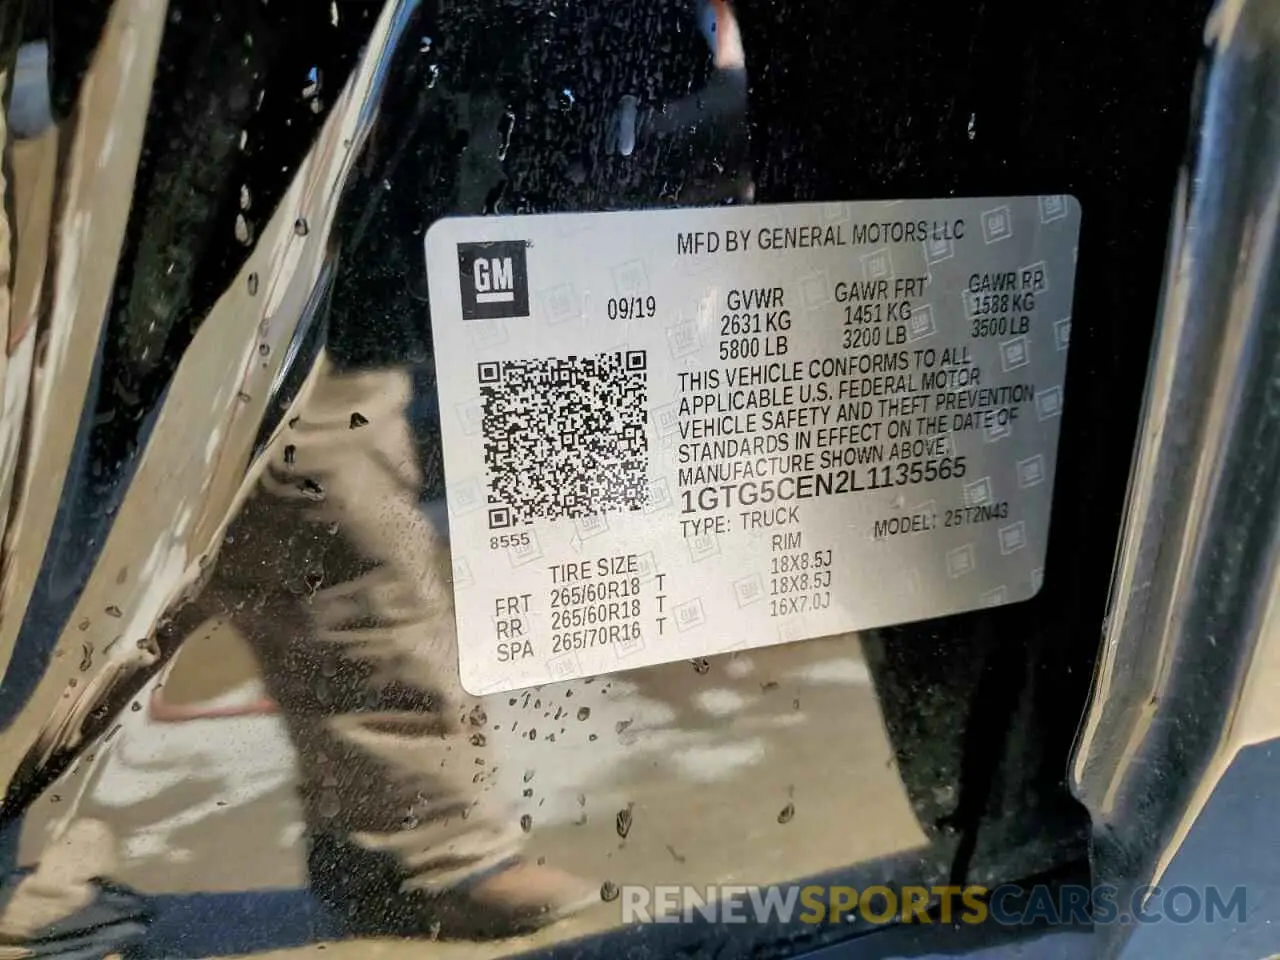 MFD BY GENERAL MOTORS LLC
GM
09/19
GVWR GAWR FRT GAWR RR
2631 KG 1451 KG 1588 KG
5800 LB 3200 LB 3500 LB
THIS VEHICLE CONFORMS TO ALL
APPLICABLE U.S. FEDERAL MOTOR
VEHICLE SAFETY AND THEFT PREVENTION
STANDARDS IN EFFECT ON THE DATE OF
MANUFACTURE SHOWN ABOVE.
1GTG5CEN2L1135565
TYPE: TRUCK MODEL: 25T2N43
8555
TIRE SIZE RIM
FRT 265/60R18 T 18X8.5J
RR 265/60R18 T 18X8.5J
SPA 265/70R16 T 16X7.0J
RENEWSPORTSCARS.COM